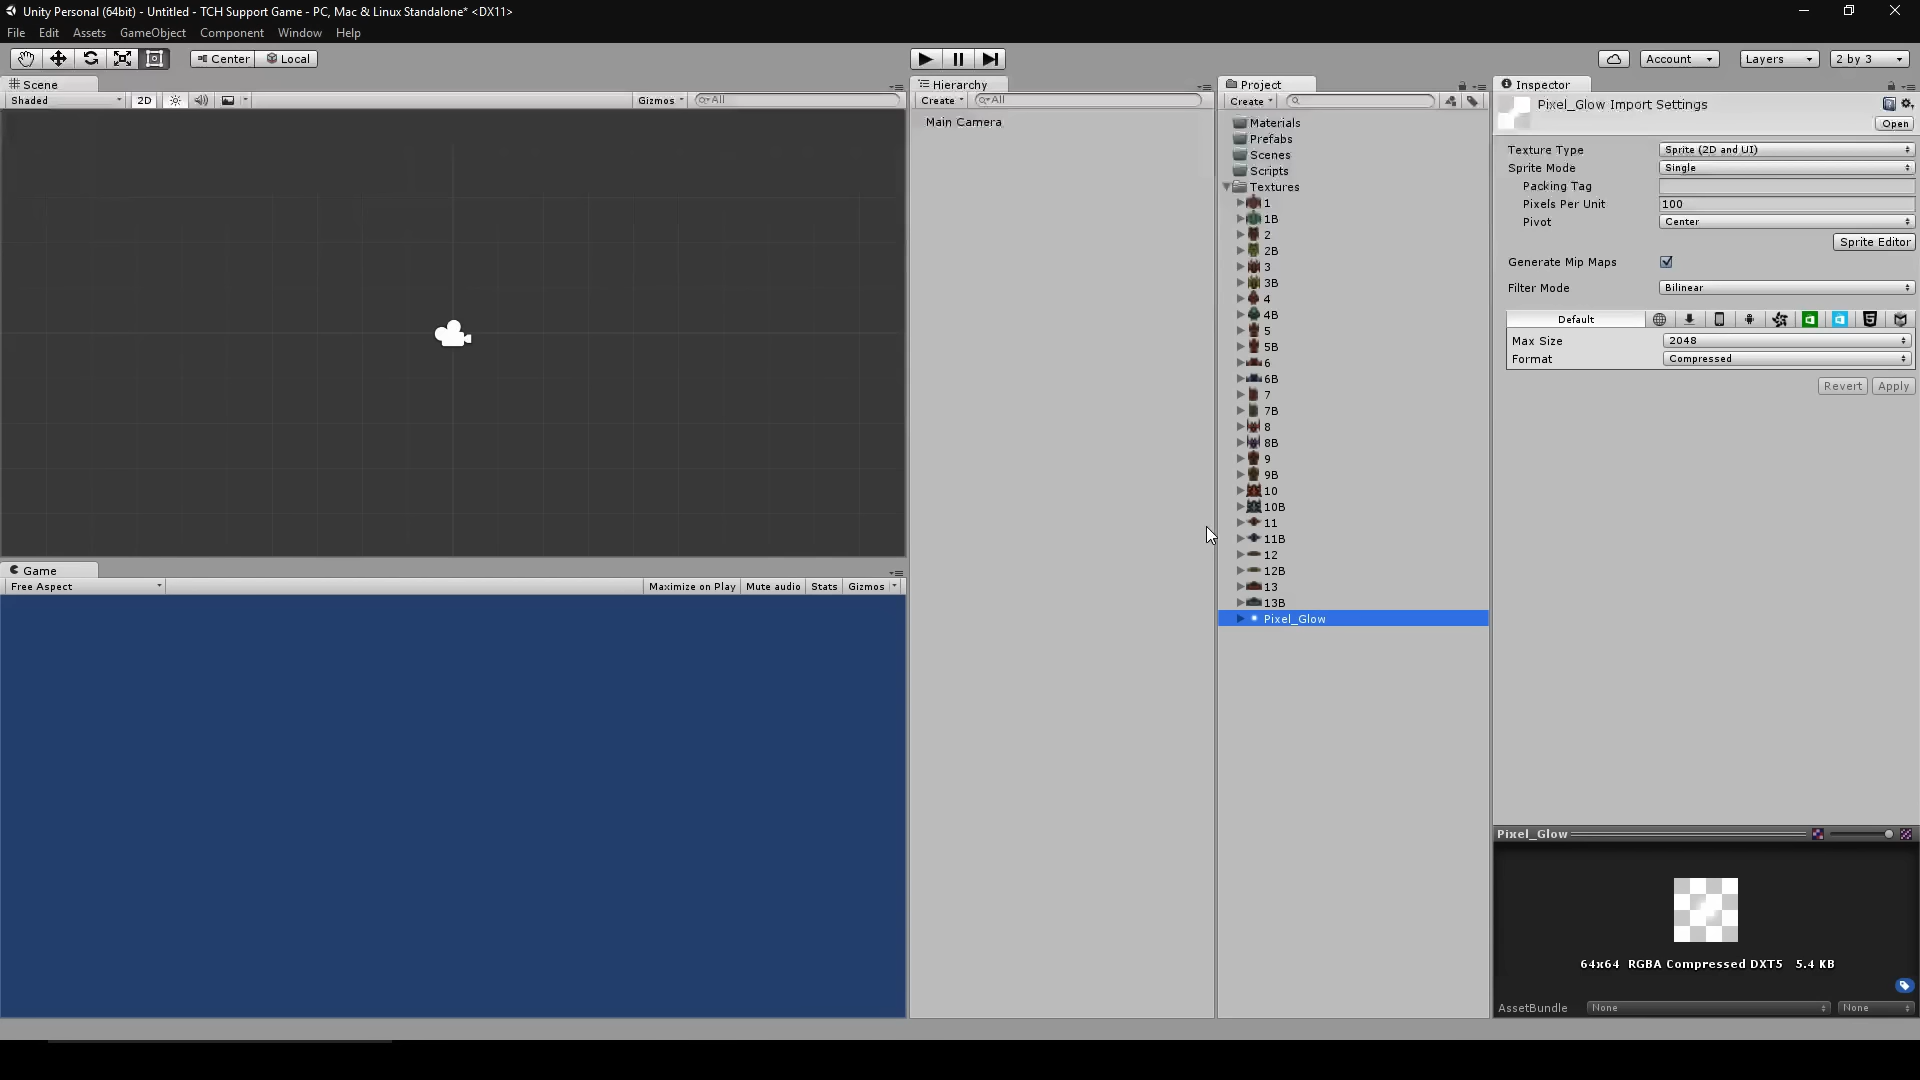 Unity Personal (64bit) - Untitled - TCH Support Game - PC, Mac & Linux Standalone* <DX11>
File Edit Assets GameObject Component Window Help
Center Local Account Layers 2 by 3
Scene
Shaded 2D Gizmos All
Hierarchy
Create All
Main Camera
Project
Create
Materials
Prefabs
Scenes
Scripts
Textures
1
1B
2
2B
3
3B
4
4B
5
5B
6
6B
7
7B
8
8B
9
9B
10
10B
11
11B
12
12B
13
13B
Pixel_Glow
Game
Free Aspect Maximize on Play Mute audio Stats Gizmos
Inspector
Pixel_Glow Import Settings
Open
Texture Type Sprite (2D and UI)
Sprite Mode Single
Packing Tag
Pixels Per Unit 100
Pivot Center
Sprite Editor
Generate Mip Maps
Filter Mode Bilinear
Default
Max Size 2048
Format Compressed
Revert Apply
Pixel_Glow
64x64 RGBA Compressed DXT5 5.4 KB
AssetBundle None None